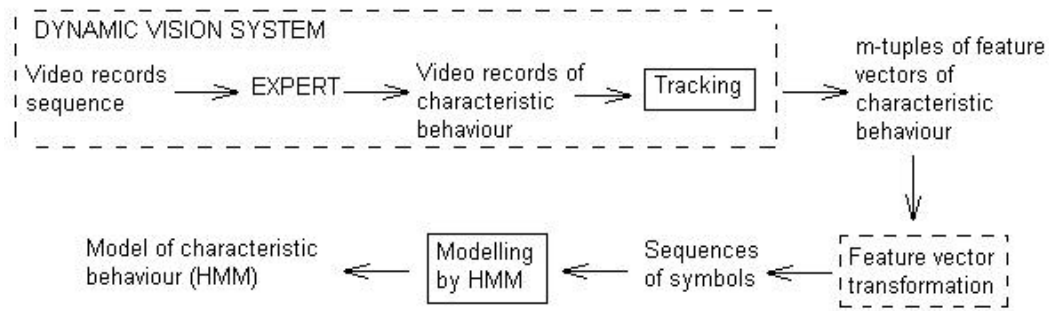 DYNAMIC VISION SYSTEM
Video records
sequence
EXPERT
Video records of
characteristic
behaviour
Tracking
m-tuples of feature
vectors of
characteristic
behaviour
Feature vector
transformation
Sequences
of symbols
Modelling
by HMM
Model of characteristic
behaviour (HMM)